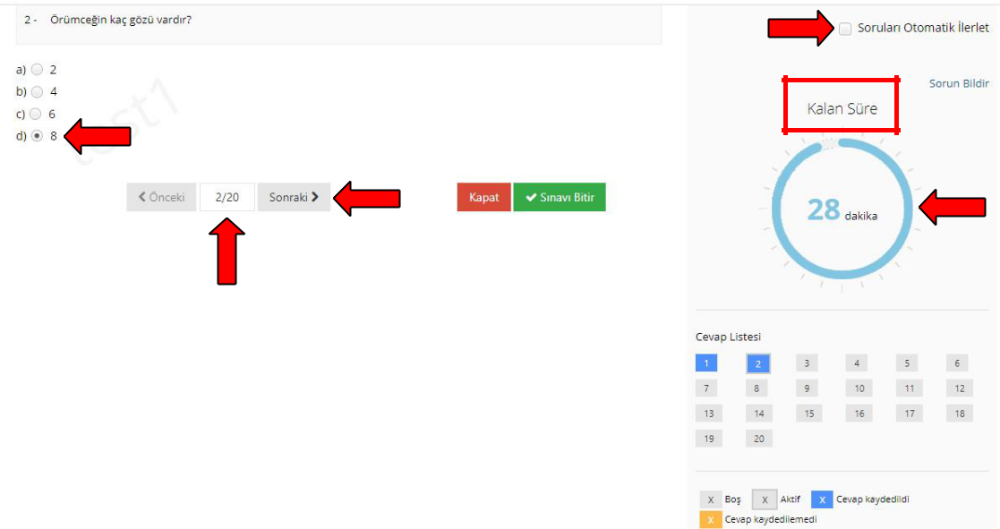 2 - Örümceğin kaç gözü vardır?
a) 2
b) 4
c) 6
d) 8
test1
Önceki 2/20 Sonraki
Kapat Sınavı Bitir
Soruları Otomatik İlerlet
Sorun Bildir
Kalan Süre
28 dakika
Cevap Listesi
1 2 3 4 5 6
7 8 9 10 11 12
13 14 15 16 17 18
19 20
X Boş X Aktif X Cevap kaydedildi
X Cevap kaydedilemedi